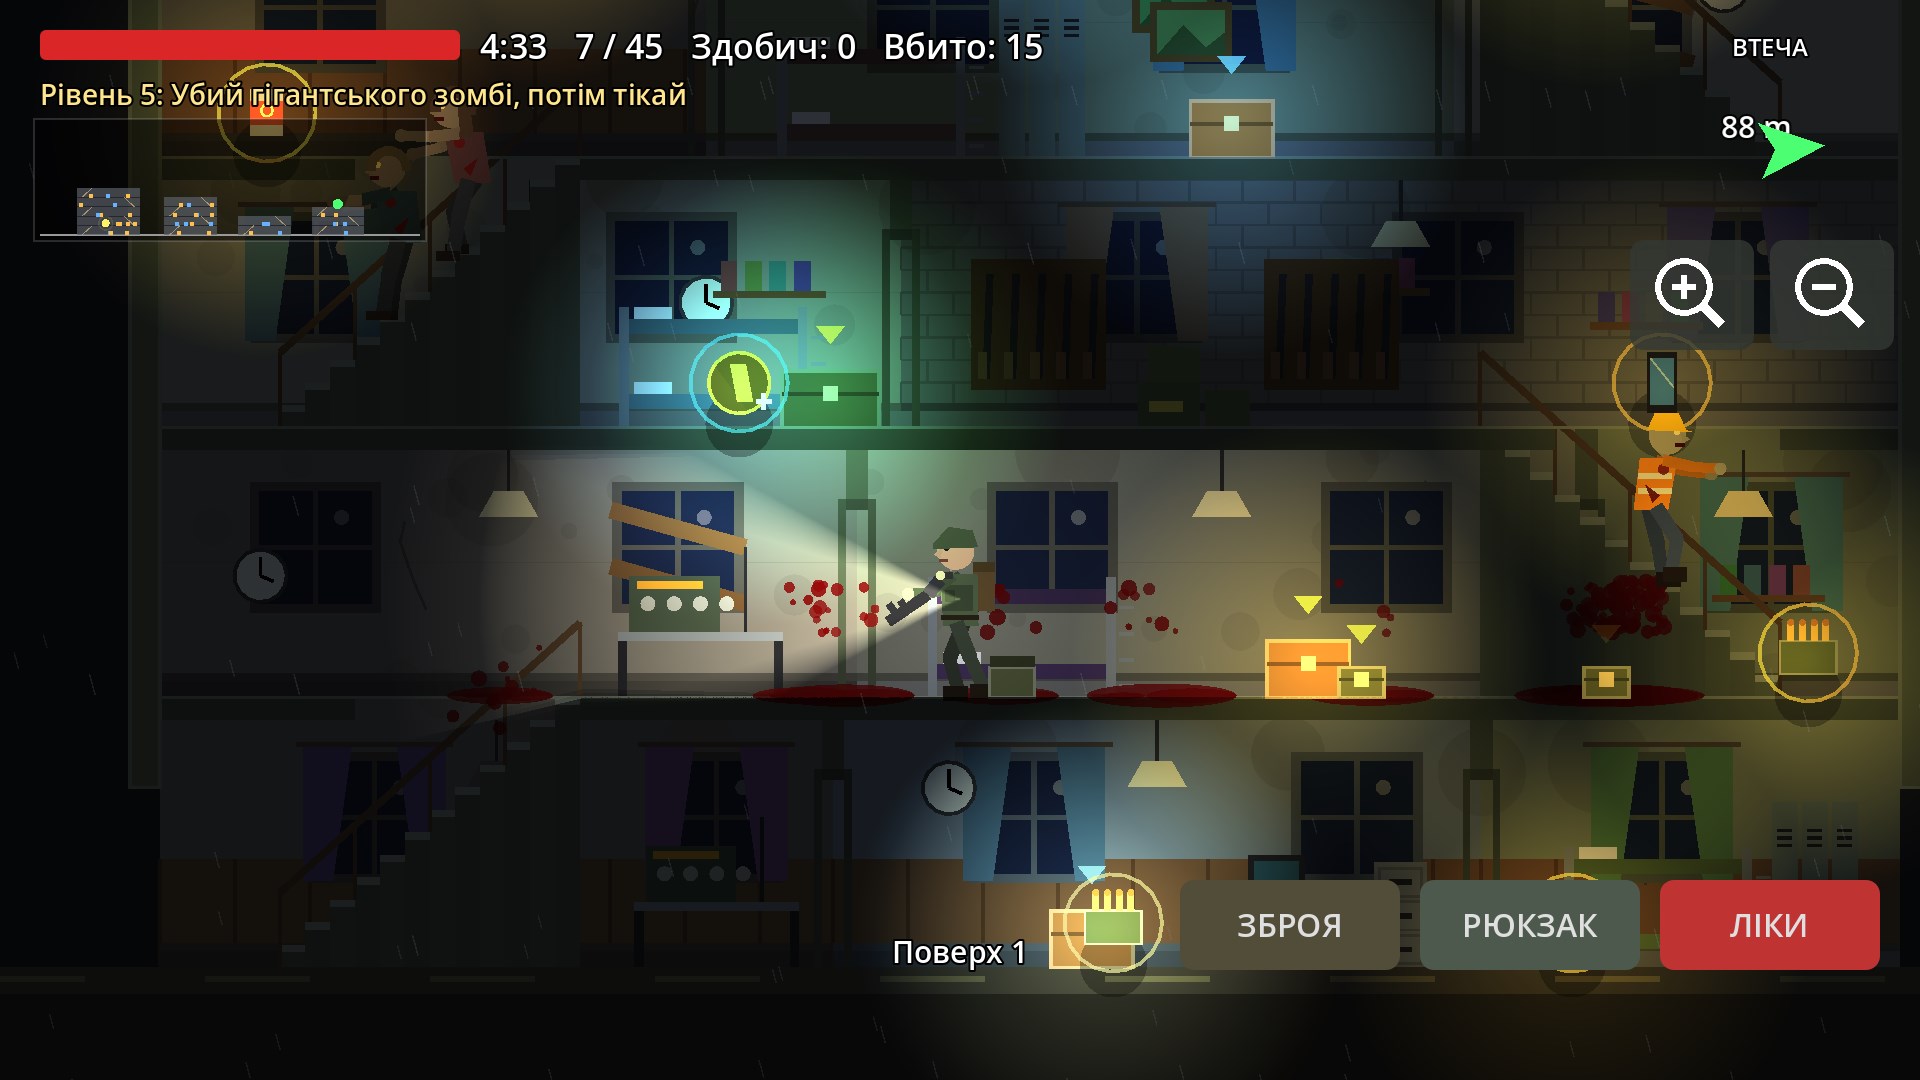 4:33 7 / 45 Здобич: 0 Вбито: 15
ВТЕЧА
Рівень 5: Убий гігантського зомбі, потім тікай
88 m
Поверх 1
ЗБРОЯ
РЮКЗАК
ЛІКИ